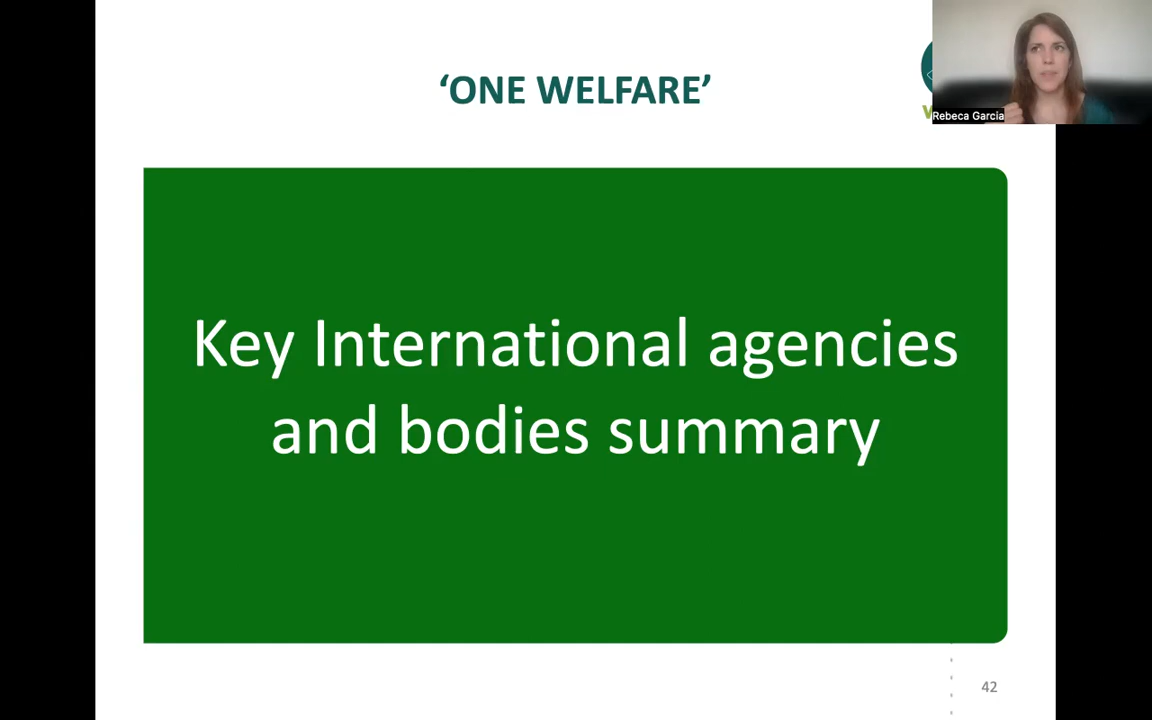 ‘ONE WELFARE’
Rebeca Garcia
Key International agencies
and bodies summary
42